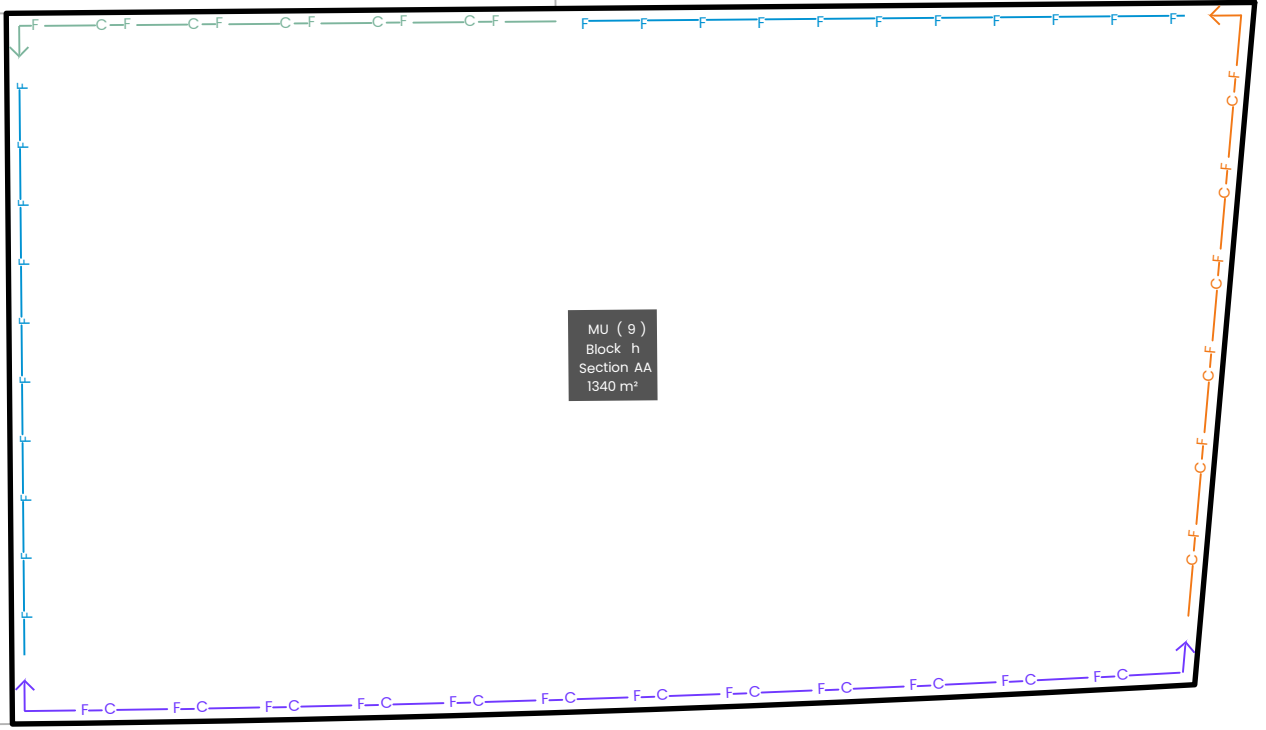 F C F C F C F C F C F
F F F F F F F F F F F
F F F F F F F F F F
F C F C F C F C F C F C
MU ( 9 )
Block h
Section AA
1340 m²
F C F C F C F C F C F C F C F C F C F C F C F C